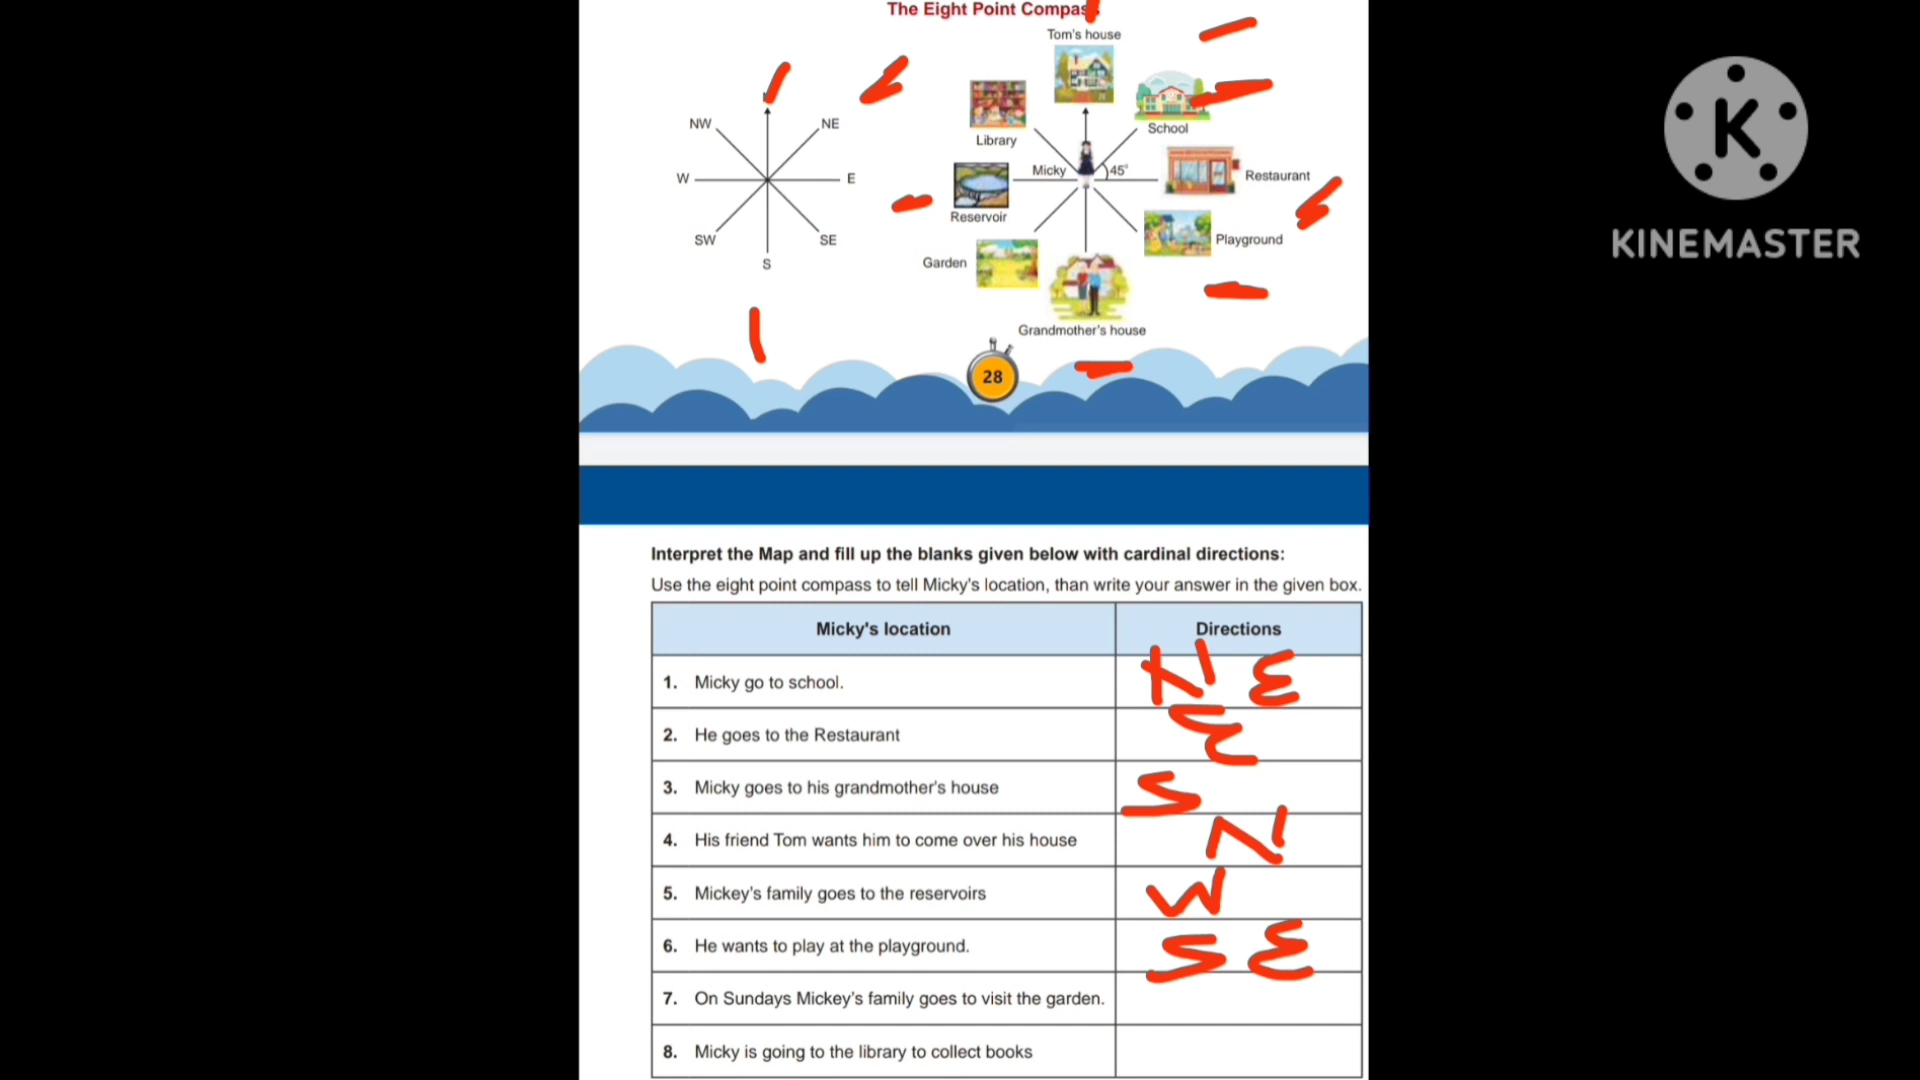 The Eight Point Compass
Tom's house
NW
NE
W
E
SW
SE
S
Library
School
Micky
45°
Restaurant
Reservoir
Playground
Garden
Grandmother's house
28
K
KINEMASTER
Interpret the Map and fill up the blanks given below with cardinal directions:
Use the eight point compass to tell Micky's location, than write your answer in the given box.
Micky's location Directions
1. Micky go to school. N E
2. He goes to the Restaurant E
3. Micky goes to his grandmother's house S
4. His friend Tom wants him to come over his house N
5. Mickey's family goes to the reservoirs W
6. He wants to play at the playground. S E
7. On Sundays Mickey's family goes to visit the garden.
8. Micky is going to the library to collect books